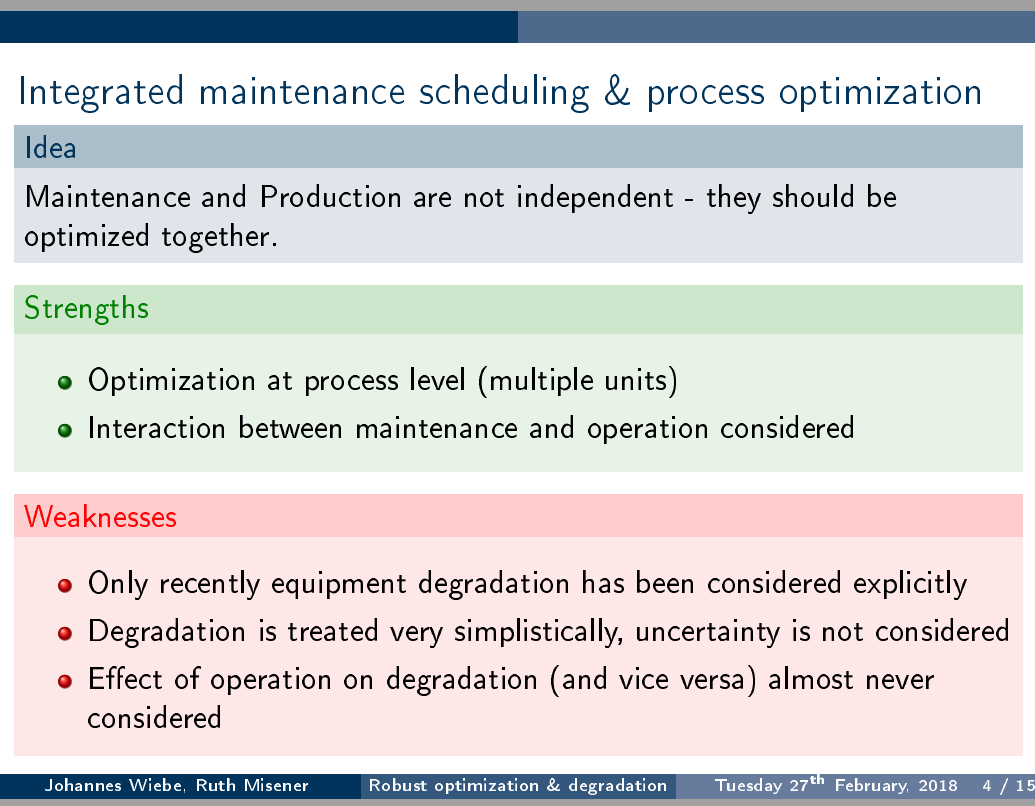 Integrated maintenance scheduling & process optimization
Idea
Maintenance and Production are not independent - they should be
optimized together.
Strengths
Optimization at process level (multiple units)
Interaction between maintenance and operation considered
Weaknesses
Only recently equipment degradation has been considered explicitly
Degradation is treated very simplistically, uncertainty is not considered
Effect of operation on degradation (and vice versa) almost never
considered
Johannes Wiebe, Ruth Misener Robust optimization & degradation Tuesday 27th February, 2018 4 / 15